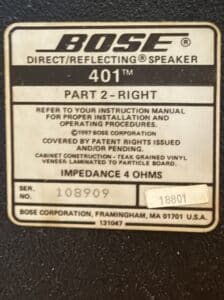 BOSE®
DIRECT/REFLECTING® SPEAKER
401™
PART 2 - RIGHT
REFER TO YOUR INSTRUCTION MANUAL
FOR PROPER INSTALLATION AND
OPERATING PROCEDURES.
©1987 BOSE CORPORATION
COVERED BY PATENT RIGHTS ISSUED
AND/OR PENDING.
CABINET CONSTRUCTION - TEAK GRAINED VINYL
VENEER LAMINATED TO PARTICLE BOARD.
IMPEDANCE 4 OHMS
SER. NO. 108909
18801
BOSE CORPORATION, FRAMINGHAM, MA 01701 U.S.A.
131047